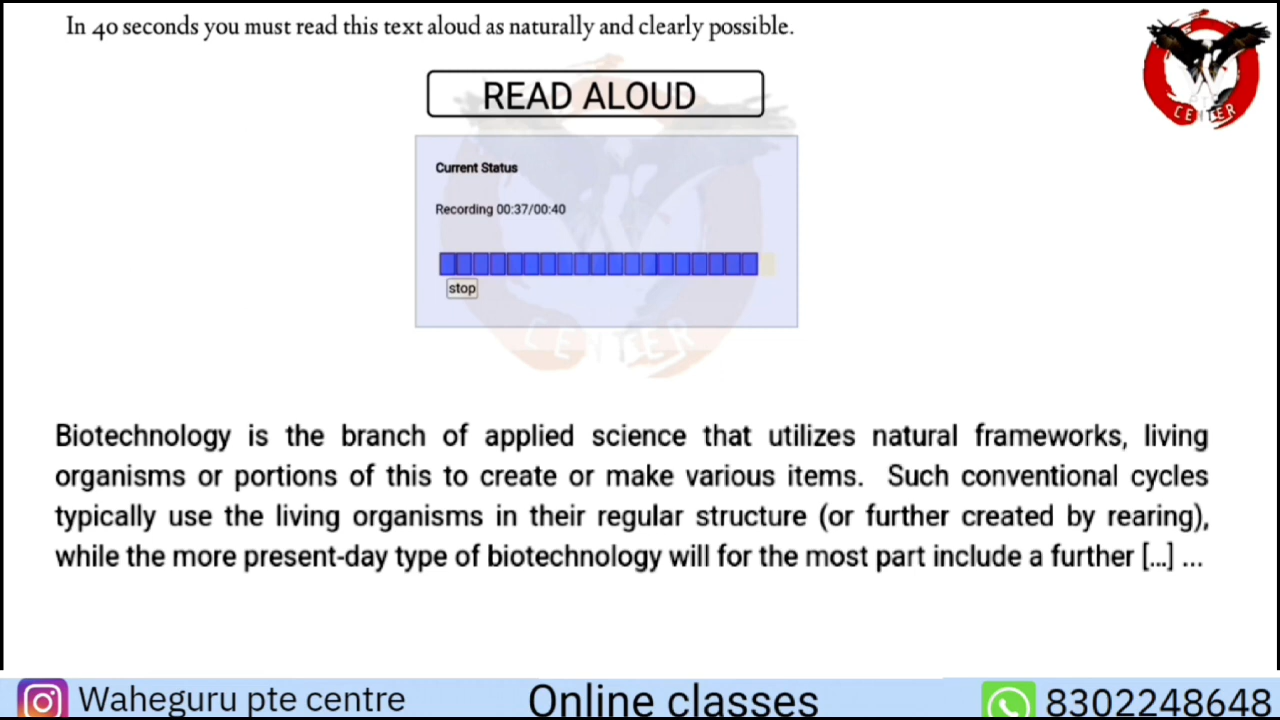 In 40 seconds you must read this text aloud as naturally and clearly possible.
READ ALOUD
Current Status
Recording 00:37/00:40
stop
CENTER
CENTER
Biotechnology is the branch of applied science that utilizes natural frameworks, living
organisms or portions of this to create or make various items. Such conventional cycles
typically use the living organisms in their regular structure (or further created by rearing),
while the more present-day type of biotechnology will for the most part include a further [...] ...
Waheguru pte centre
Online classes
8302248648